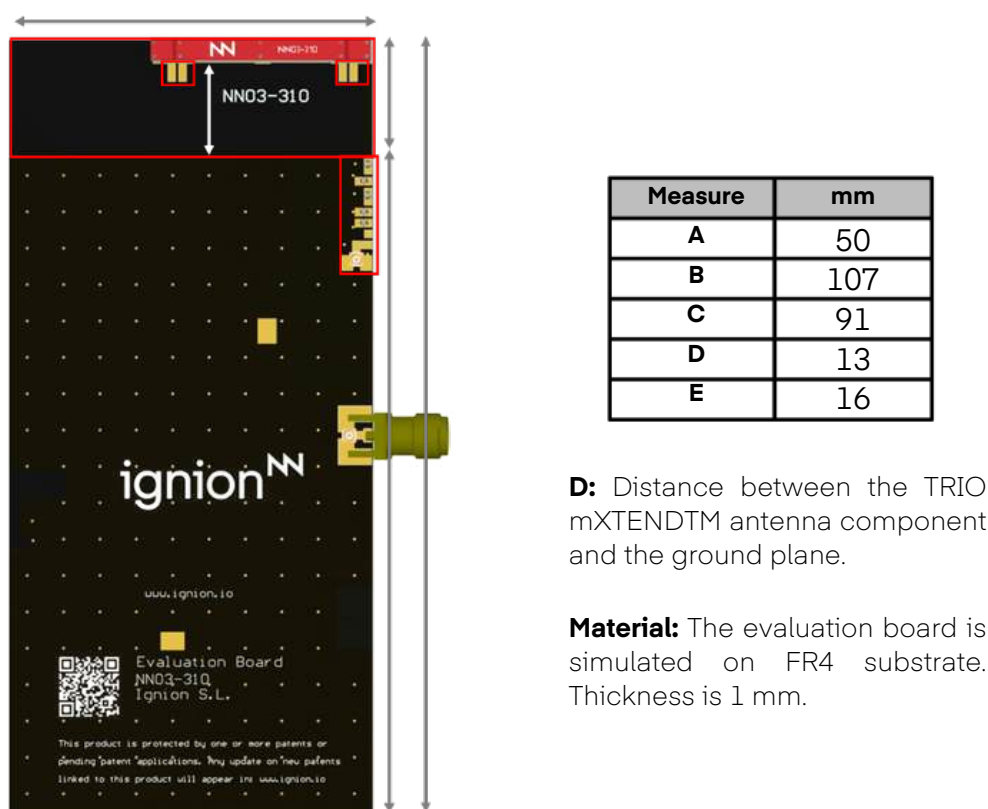 NN NN03-310
NN03-310
ignion NN
www.ignion.io
Evaluation Board
NN03-310
Ignion S.L.
This product is protected by one or more patents or
pending patent applications. Any update on new patents
linked to this product will appear in: www.ignion.io
Measure mm
A 50
B 107
C 91
D 13
E 16
D: Distance between the TRIO
mXTENDTM antenna component
and the ground plane.
Material: The evaluation board is
simulated on FR4 substrate.
Thickness is 1 mm.